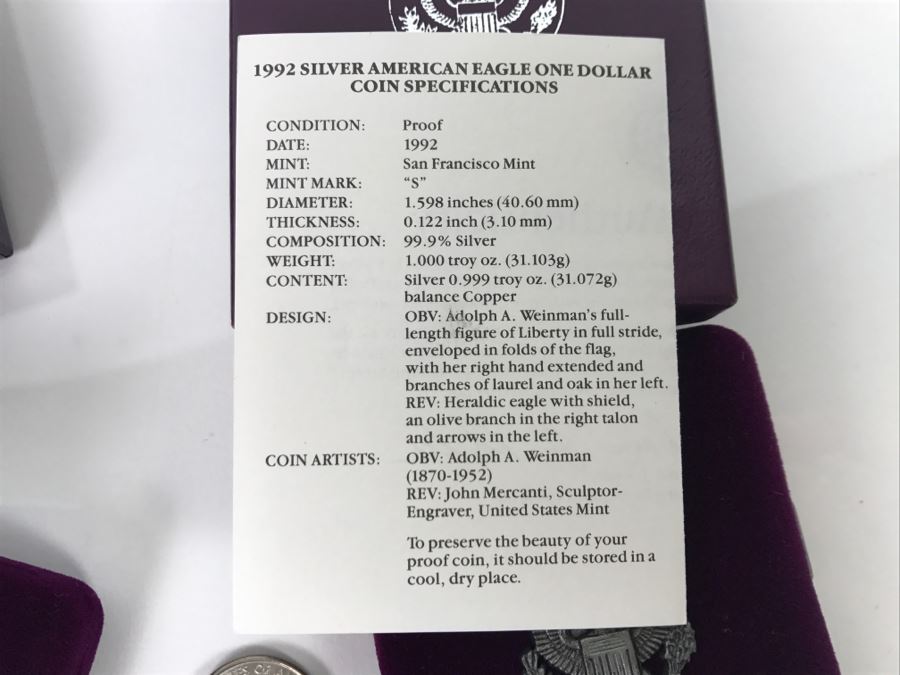 1992 SILVER AMERICAN EAGLE ONE DOLLAR
COIN SPECIFICATIONS
CONDITION: Proof
DATE: 1992
MINT: San Francisco Mint
MINT MARK: “S”
DIAMETER: 1.598 inches (40.60 mm)
THICKNESS: 0.122 inch (3.10 mm)
COMPOSITION: 99.9% Silver
WEIGHT: 1.000 troy oz. (31.103g)
CONTENT: Silver 0.999 troy oz. (31.072g)
balance Copper
DESIGN: OBV: Adolph A. Weinman's full-
length figure of Liberty in full stride,
enveloped in folds of the flag,
with her right hand extended and
branches of laurel and oak in her left.
REV: Heraldic eagle with shield,
an olive branch in the right talon
and arrows in the left.
COIN ARTISTS: OBV: Adolph A. Weinman
(1870-1952)
REV: John Mercanti, Sculptor-
Engraver, United States Mint
To preserve the beauty of your
proof coin, it should be stored in a
cool, dry place.